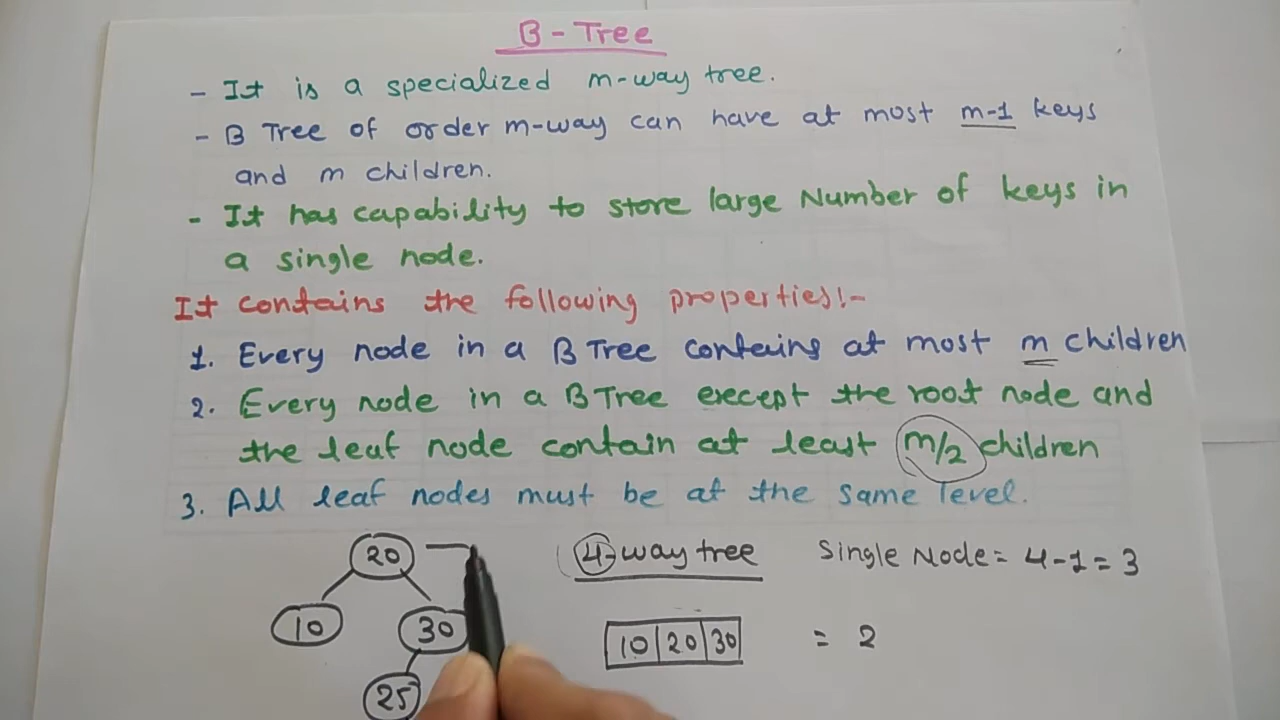 B-Tree
- It is a specialized m-way tree.
- B Tree of order m-way can have at most m-1 keys
and m children.
- It has capability to store large Number of keys in
a single node.
It contains the following properties:-
1. Every node in a B Tree contains at most m children
2. Every node in a B Tree except the root node and
the leaf node contain at least m/2 children
3. All leaf nodes must be at the same level.
20
4-way tree
Single Node = 4-1 = 3
10
30
10 20 30
= 2
25